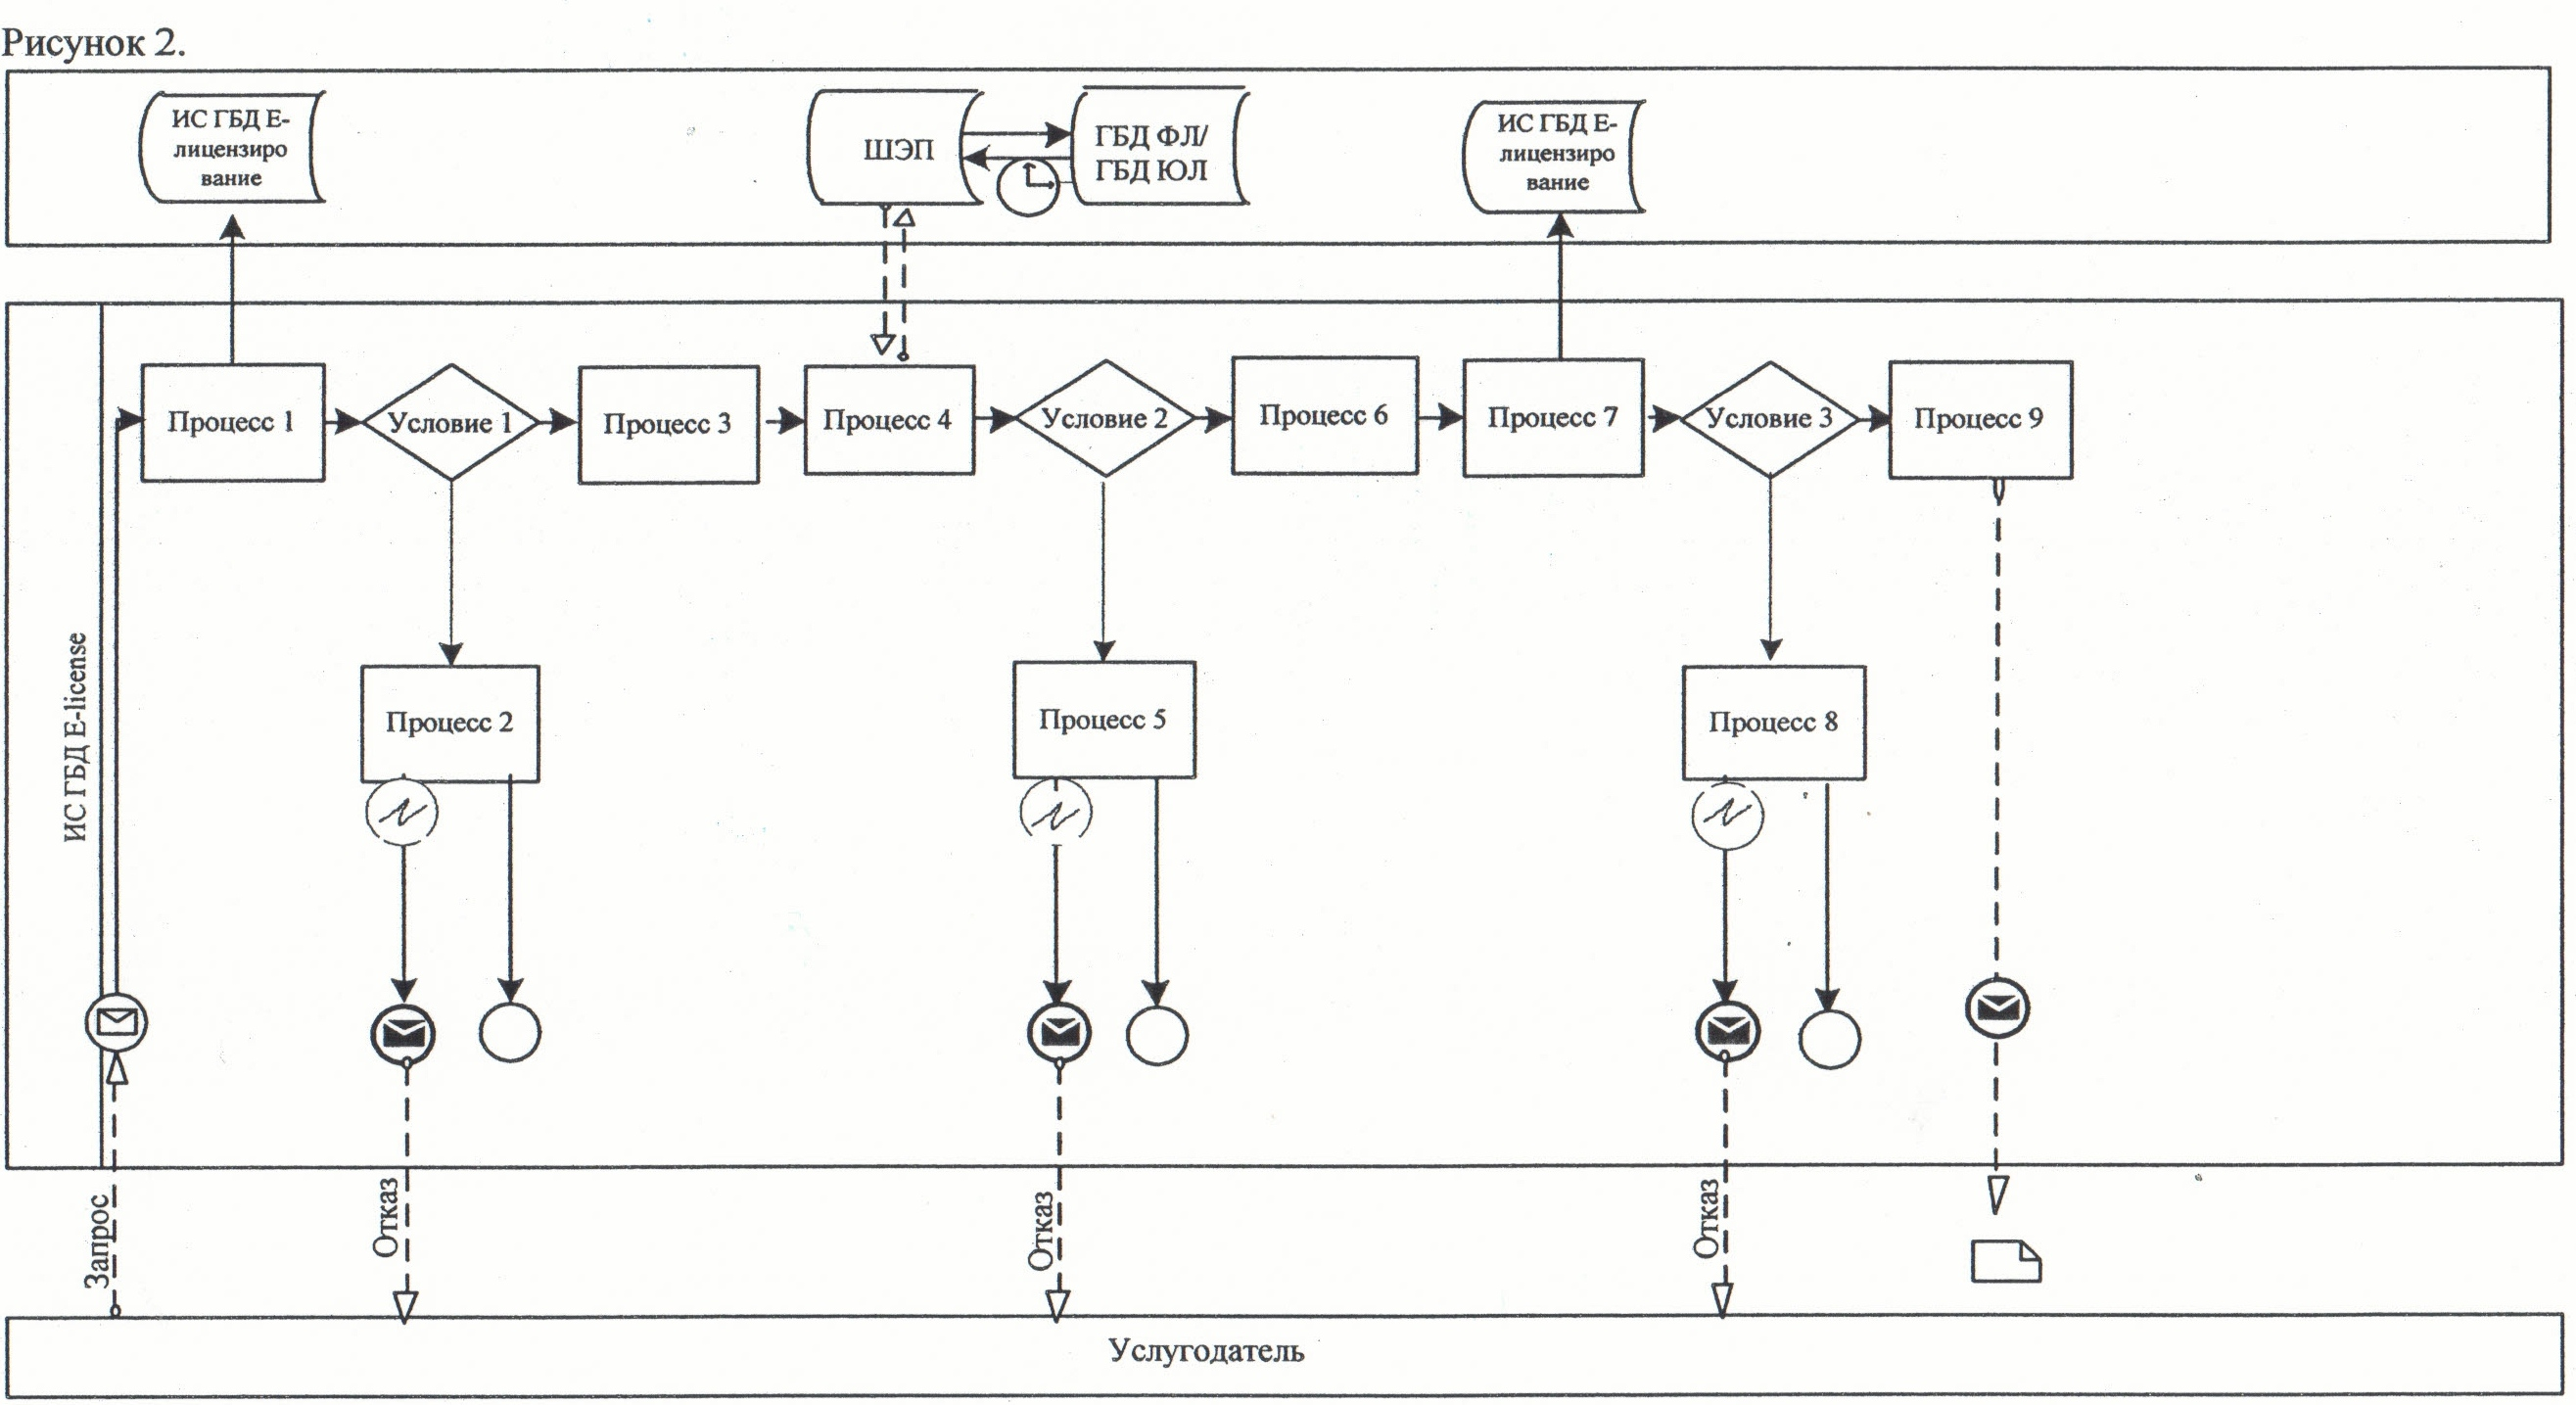 Рисунок 2.
ИС ГБД Е-
лицензиро
вание
ШЭП
ГБД ФЛ/
ГБД ЮЛ
ИС ГБД Е-
лицензиро
вание
Процесс 1
Условие 1
Процесс 3
Процесс 4
Условие 2
Процесс 6
Процесс 7
Условие 3
Процесс 9
ИС ГБД E-license
Процесс 2
Процесс 5
Процесс 8
Запрос
Отказ
Отказ
Отказ
Услугодатель